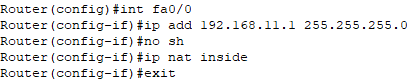 Router(config)#int fa0/0
Router(config-if)#ip add 192.168.11.1 255.255.255.0
Router(config-if)#no sh
Router(config-if)#ip nat inside
Router(config-if)#exit